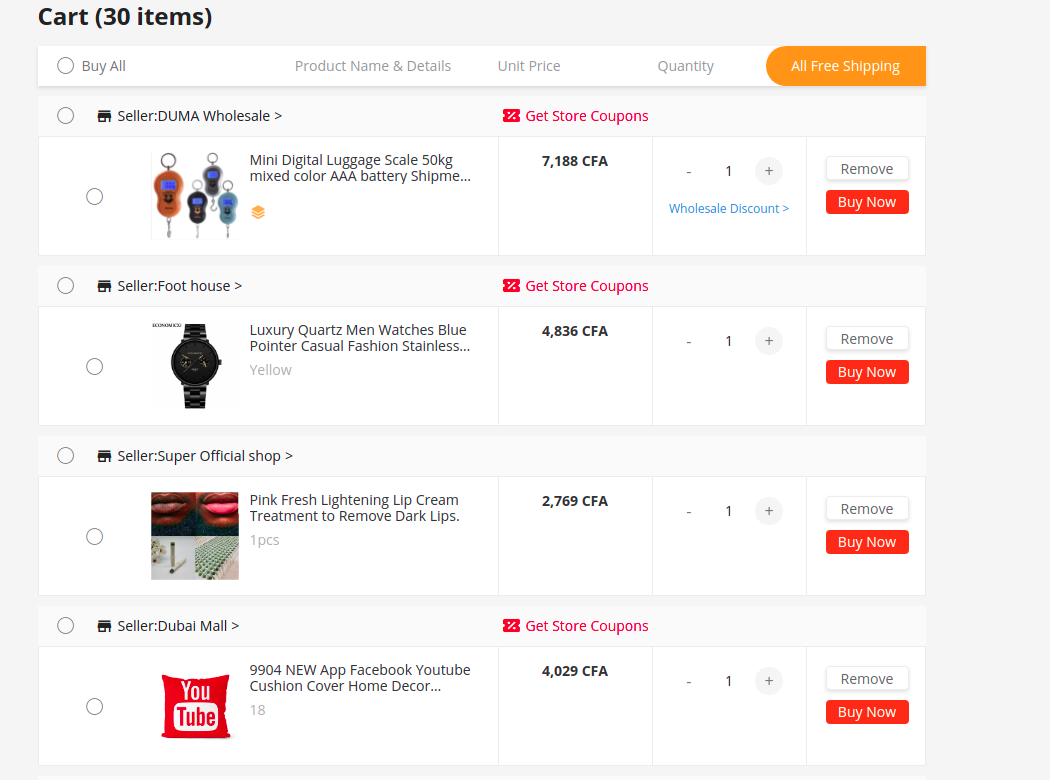 Cart (30 items)
Buy All Product Name & Details Unit Price Quantity All Free Shipping
Seller:DUMA Wholesale > Get Store Coupons
Mini Digital Luggage Scale 50kg 7,188 CFA - 1 + Remove
mixed color AAA battery Shipme...
Wholesale Discount > Buy Now
Seller:Foot house > Get Store Coupons
ECONOMICXI
Luxury Quartz Men Watches Blue 4,836 CFA - 1 + Remove
Pointer Casual Fashion Stainless...
Yellow Buy Now
Seller:Super Official shop >
Pink Fresh Lightening Lip Cream 2,769 CFA - 1 + Remove
Treatment to Remove Dark Lips.
1pcs Buy Now
Seller:Dubai Mall > Get Store Coupons
9904 NEW App Facebook Youtube 4,029 CFA - 1 + Remove
Cushion Cover Home Decor...
18 Buy Now
You
Tube